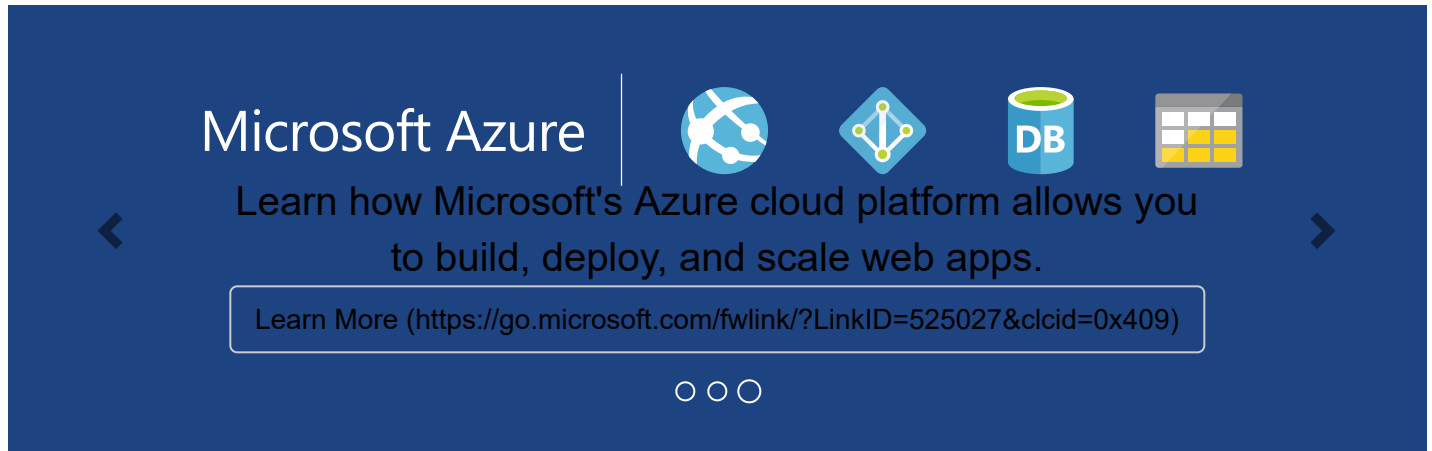 Microsoft Azure
DB
Learn how Microsoft's Azure cloud platform allows you
to build, deploy, and scale web apps.
Learn More (https://go.microsoft.com/fwlink/?LinkID=525027&clcid=0x409)